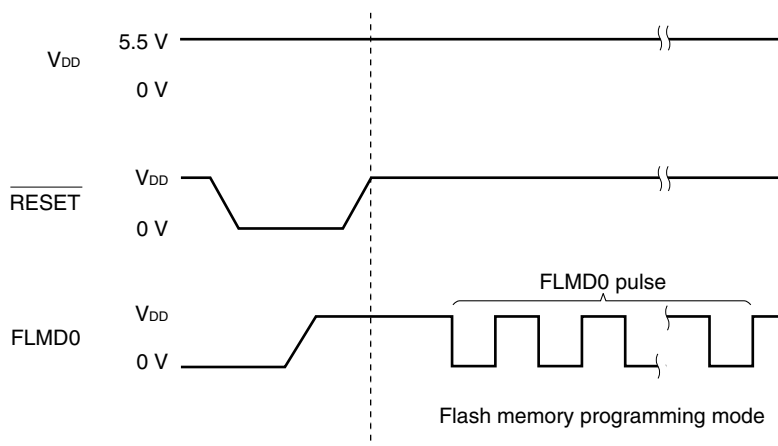 VDD
5.5 V
0 V
RESET
VDD
0 V
FLMD0 pulse
FLMD0
VDD
0 V
Flash memory programming mode